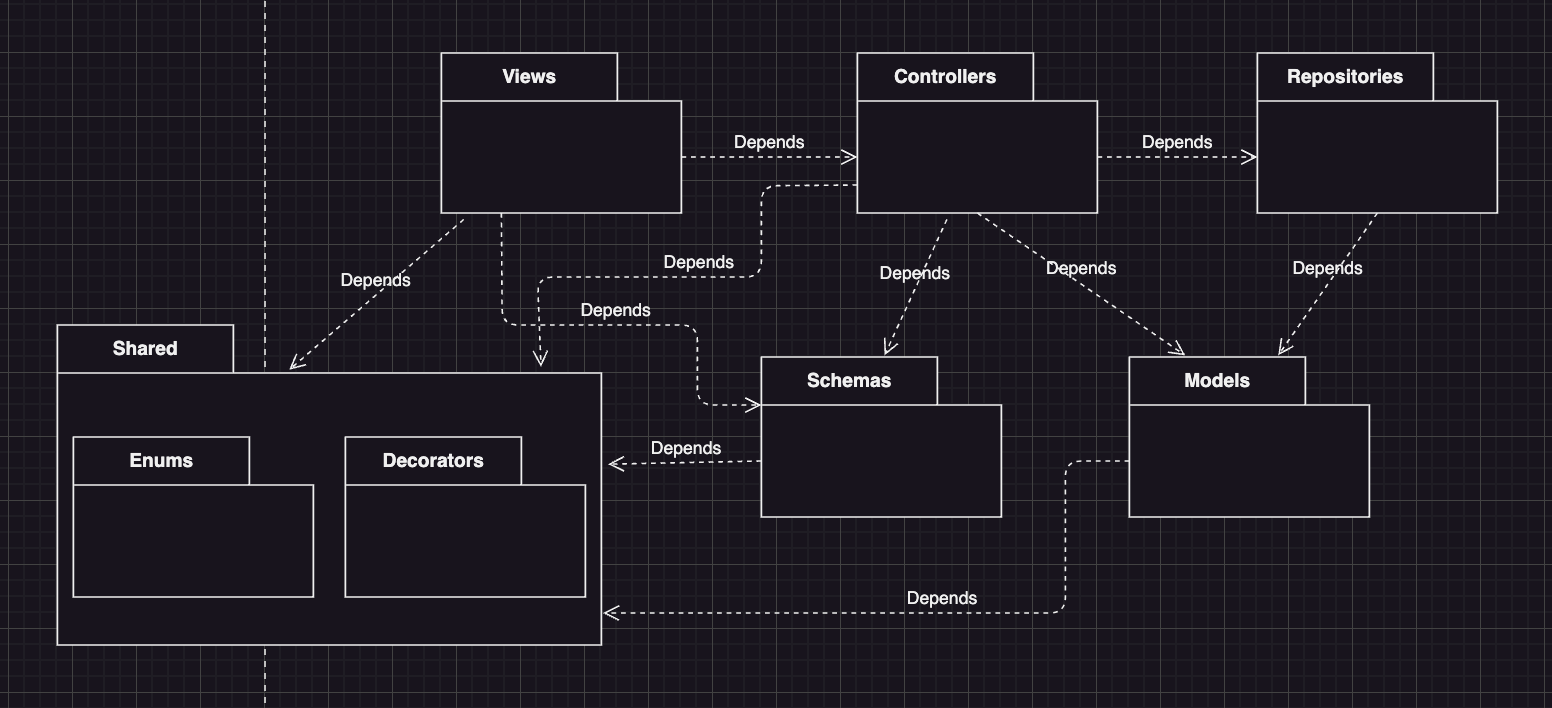 Views
Controllers
Repositories
Depends
Depends
Depends
Depends
Depends
Depends
Depends
Depends
Shared
Schemas
Models
Enums
Decorators
Depends
Depends